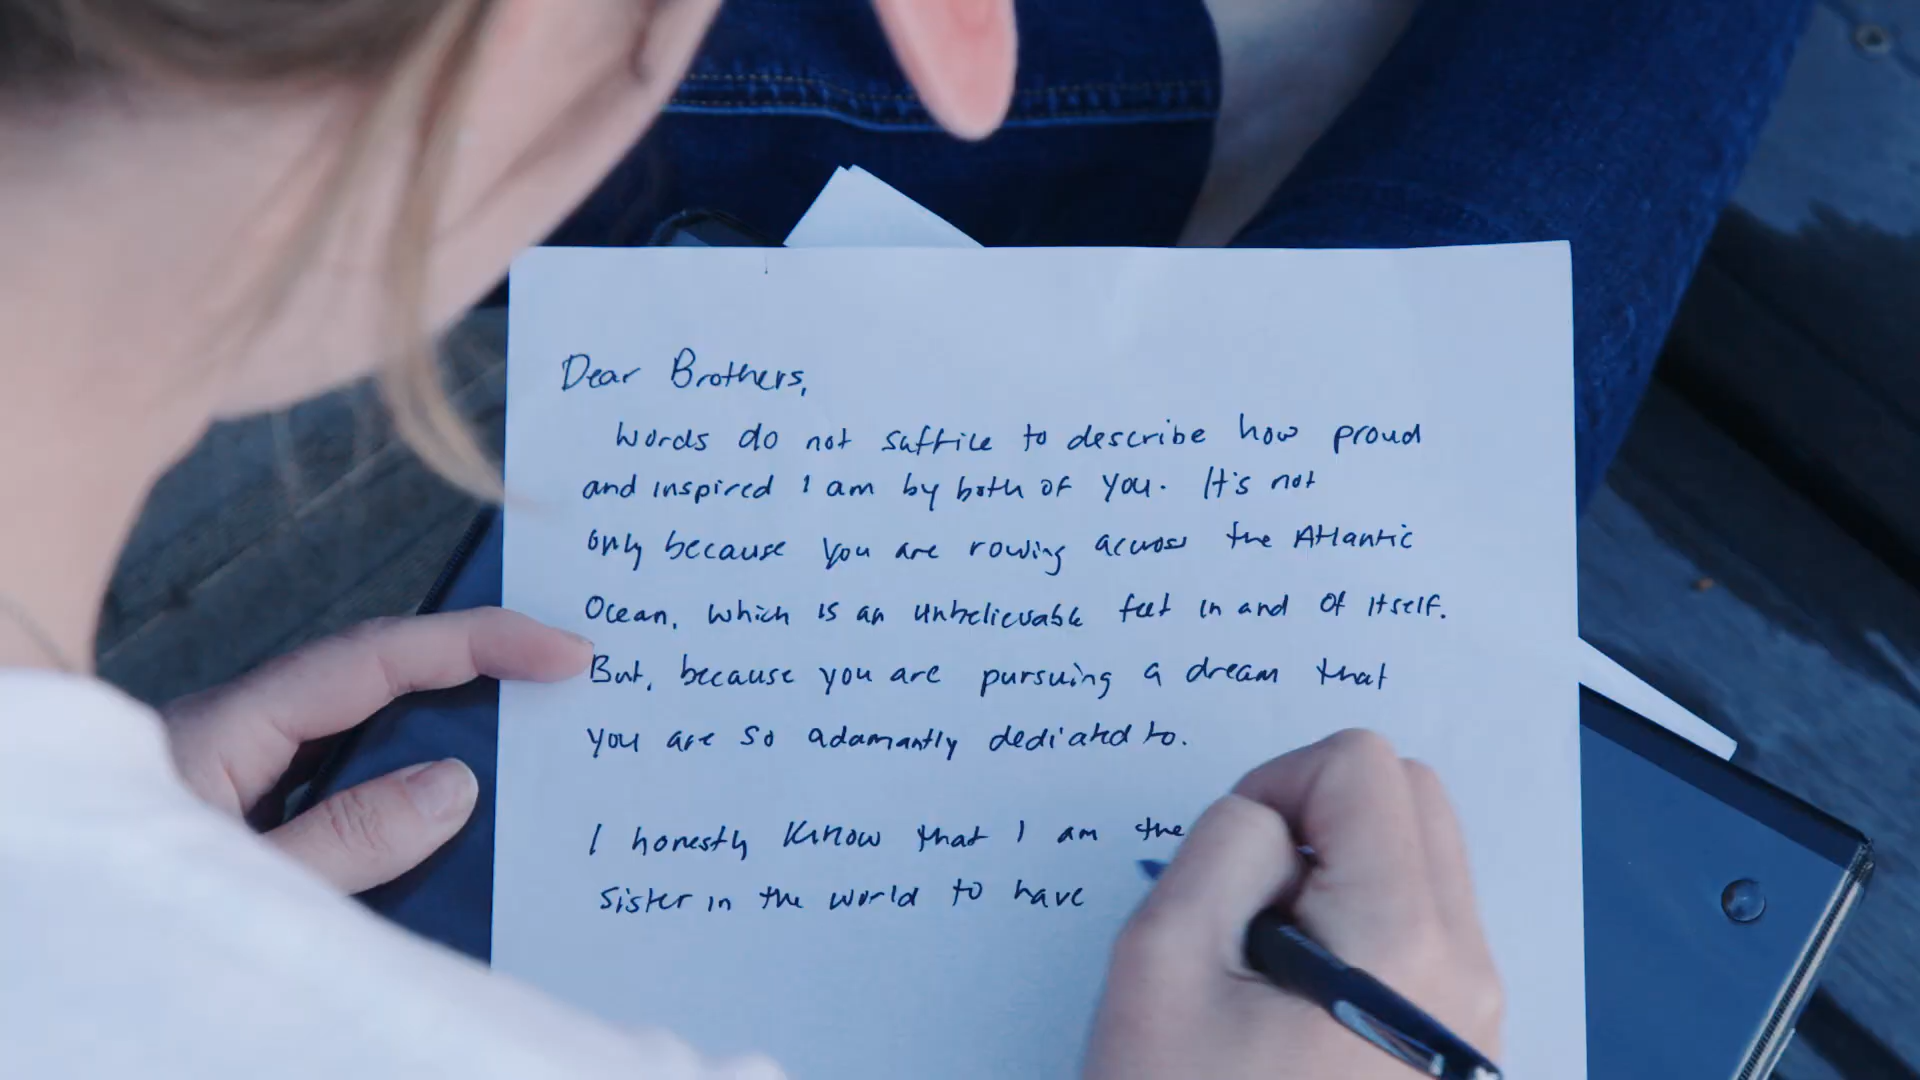 Dear Brothers,
Words do not suffice to describe how proud
and inspired I am by both of you. It's not
only because you are rowing across the Atlantic
Ocean, which is an unbelievable feet in and of itself.
But, because you are pursuing a dream that
you are so adamantly dedicated to.
I honestly know that I am the
sister in the world to have